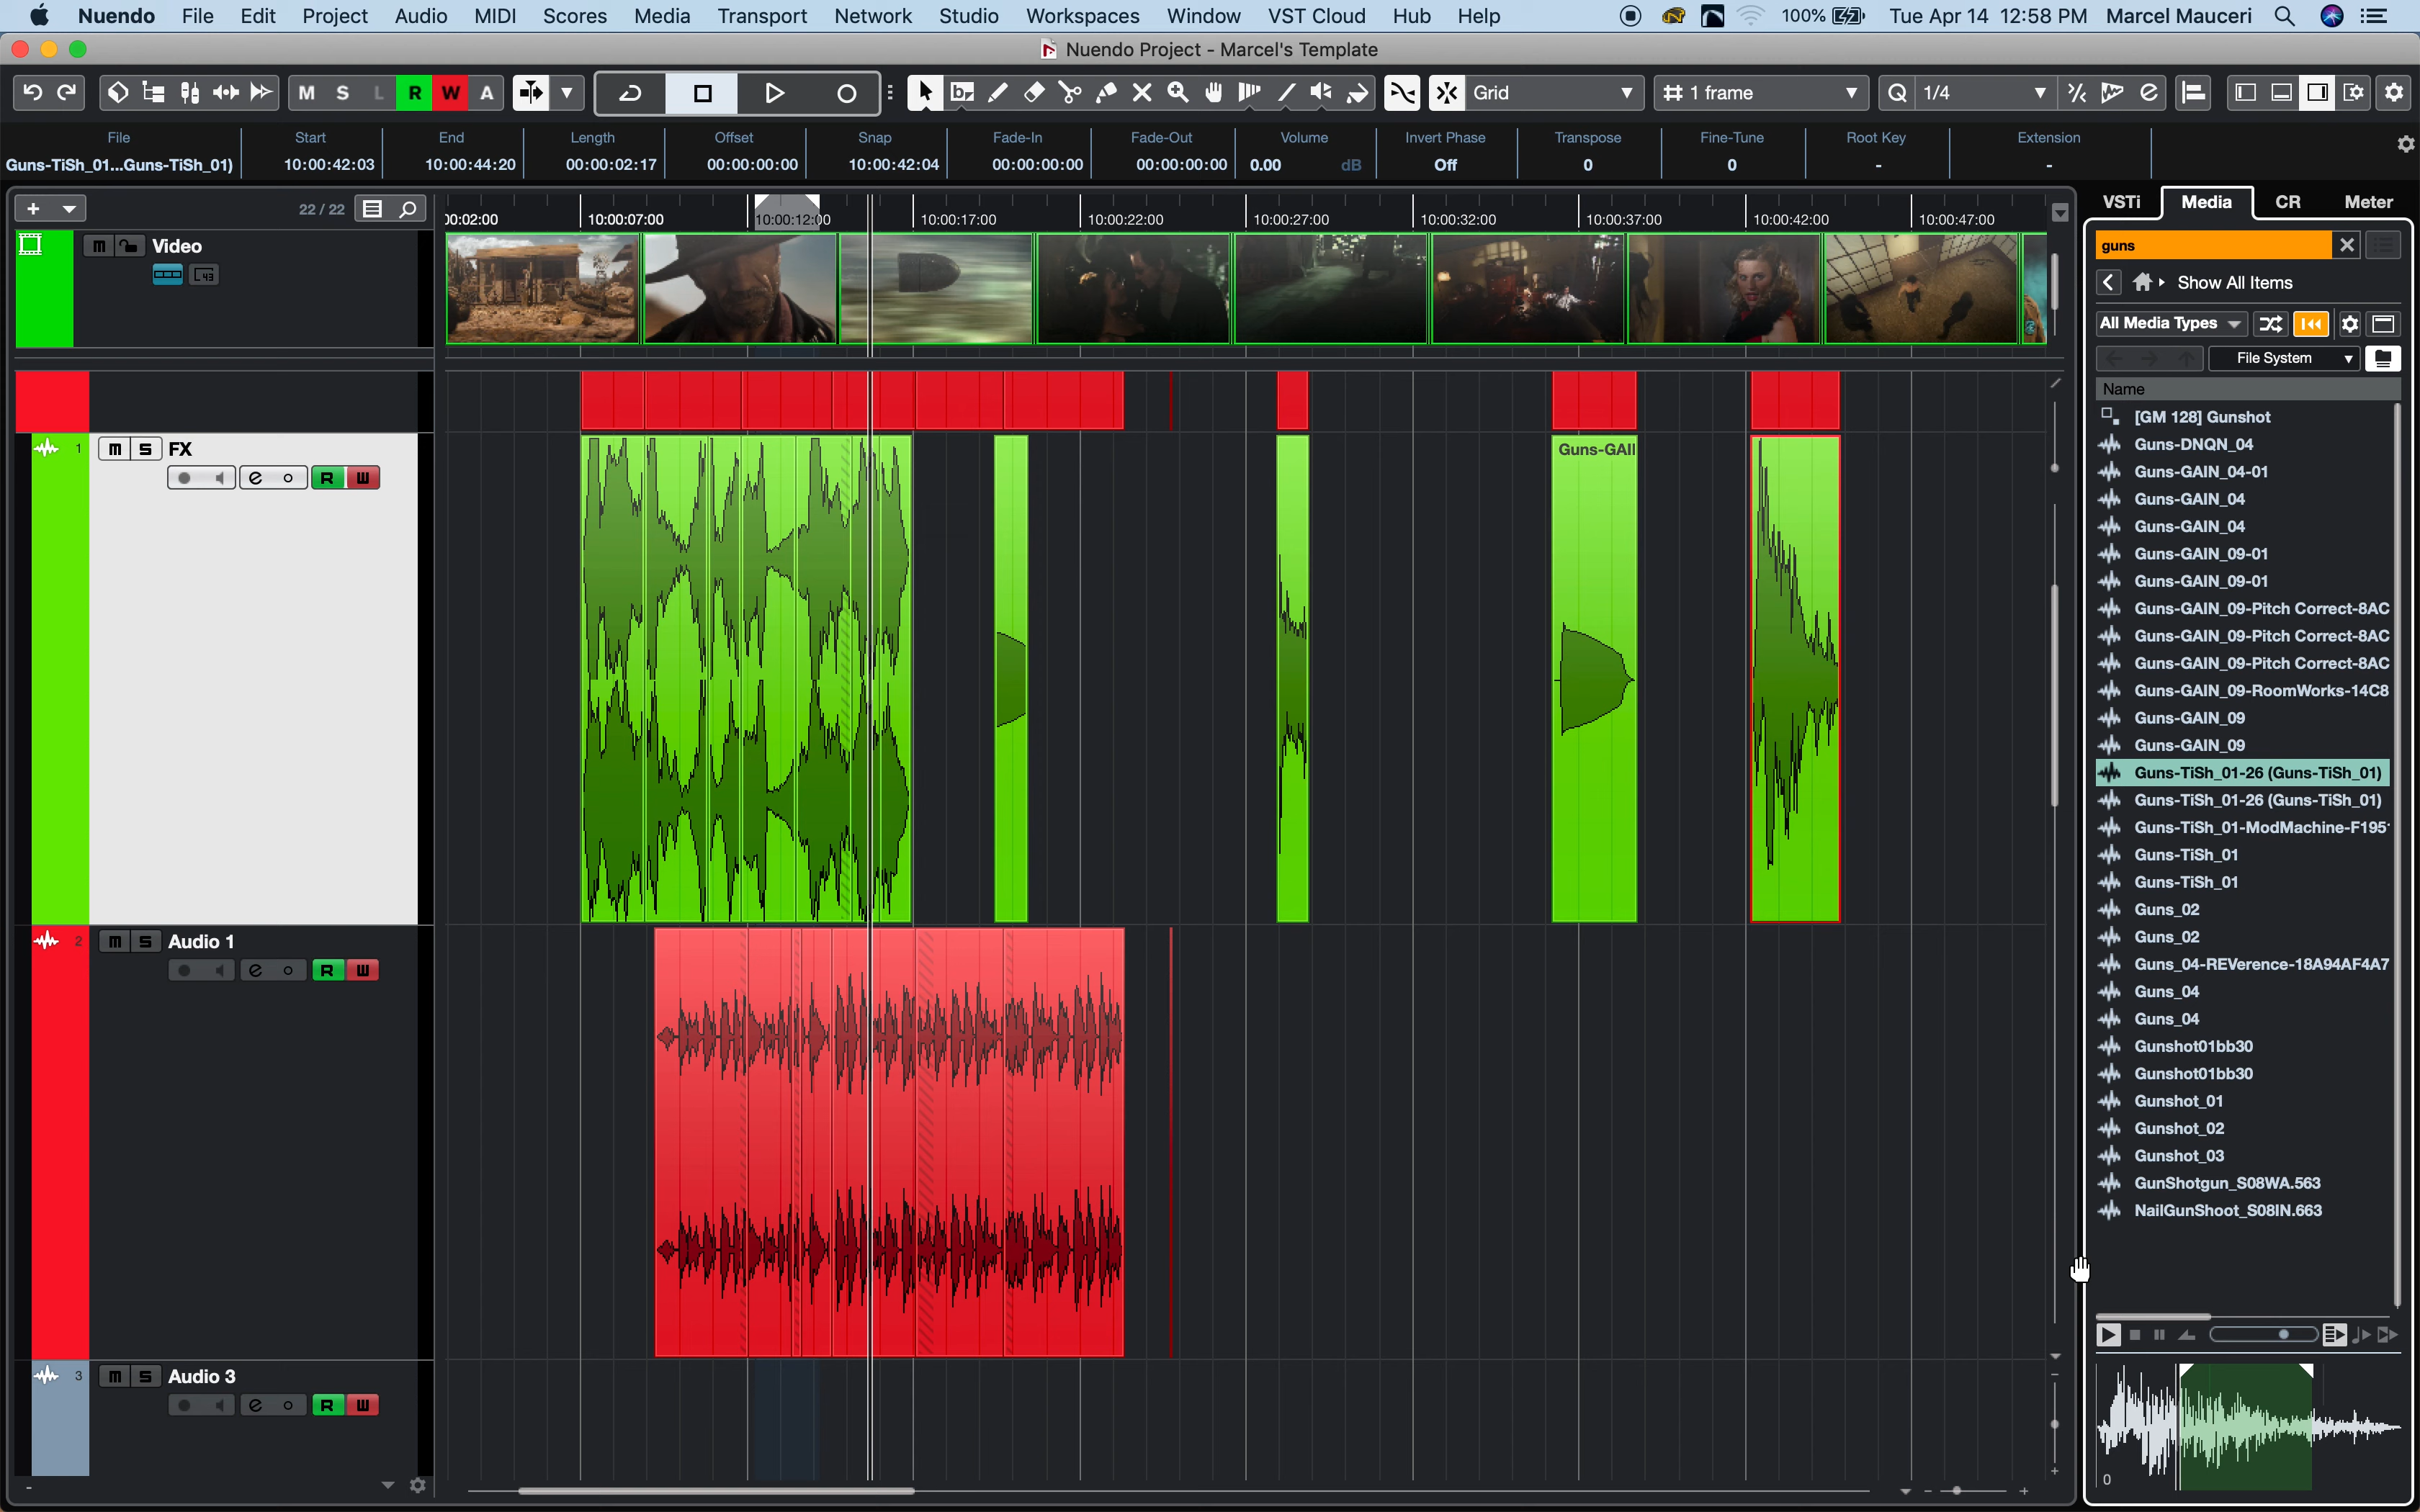 Nuendo File Edit Project Audio MIDI Scores Media Transport Network Studio Workspaces Window VST Cloud Hub Help 100% Tue Apr 14 12:58 PM Marcel Mauceri
Nuendo Project - Marcel's Template
M S L R W A Grid 1 frame Q 1/4
File Start End Length Offset Snap Fade-In Fade-Out Volume Invert Phase Transpose Fine-Tune Root Key Extension
Guns-TiSh_01...Guns-TiSh_01) 10:00:42:03 10:00:44:20 00:00:02:17 00:00:00:00 10:00:42:04 00:00:00:00 00:00:00:00 0.00 dB Off 0 0 - -
22 / 22
00:02:00 10:00:07:00 10:00:12:00 10:00:17:00 10:00:22:00 10:00:27:00 10:00:32:00 10:00:37:00 10:00:42:00 10:00:47:00
m Video
43
1 m S FX
e R W
Guns-GAII
2 m S Audio 1
e R W
3 m S Audio 3
e R W
VSTi Media CR Meter
guns
Show All Items
All Media Types
File System
Name
[GM 128] Gunshot
Guns-DNQN_04
Guns-GAIN_04-01
Guns-GAIN_04
Guns-GAIN_04
Guns-GAIN_09-01
Guns-GAIN_09-01
Guns-GAIN_09-Pitch Correct-8AC
Guns-GAIN_09-Pitch Correct-8AC
Guns-GAIN_09-Pitch Correct-8AC
Guns-GAIN_09-RoomWorks-14C8
Guns-GAIN_09
Guns-GAIN_09
Guns-TiSh_01-26 (Guns-TiSh_01)
Guns-TiSh_01-26 (Guns-TiSh_01)
Guns-TiSh_01-ModMachine-F195
Guns-TiSh_01
Guns-TiSh_01
Guns_02
Guns_02
Guns_04-REVerence-18A94AF4A7
Guns_04
Guns_04
Gunshot01bb30
Gunshot01bb30
Gunshot_01
Gunshot_02
Gunshot_03
GunShotgun_S08WA.563
NailGunShoot_S08IN.663
0